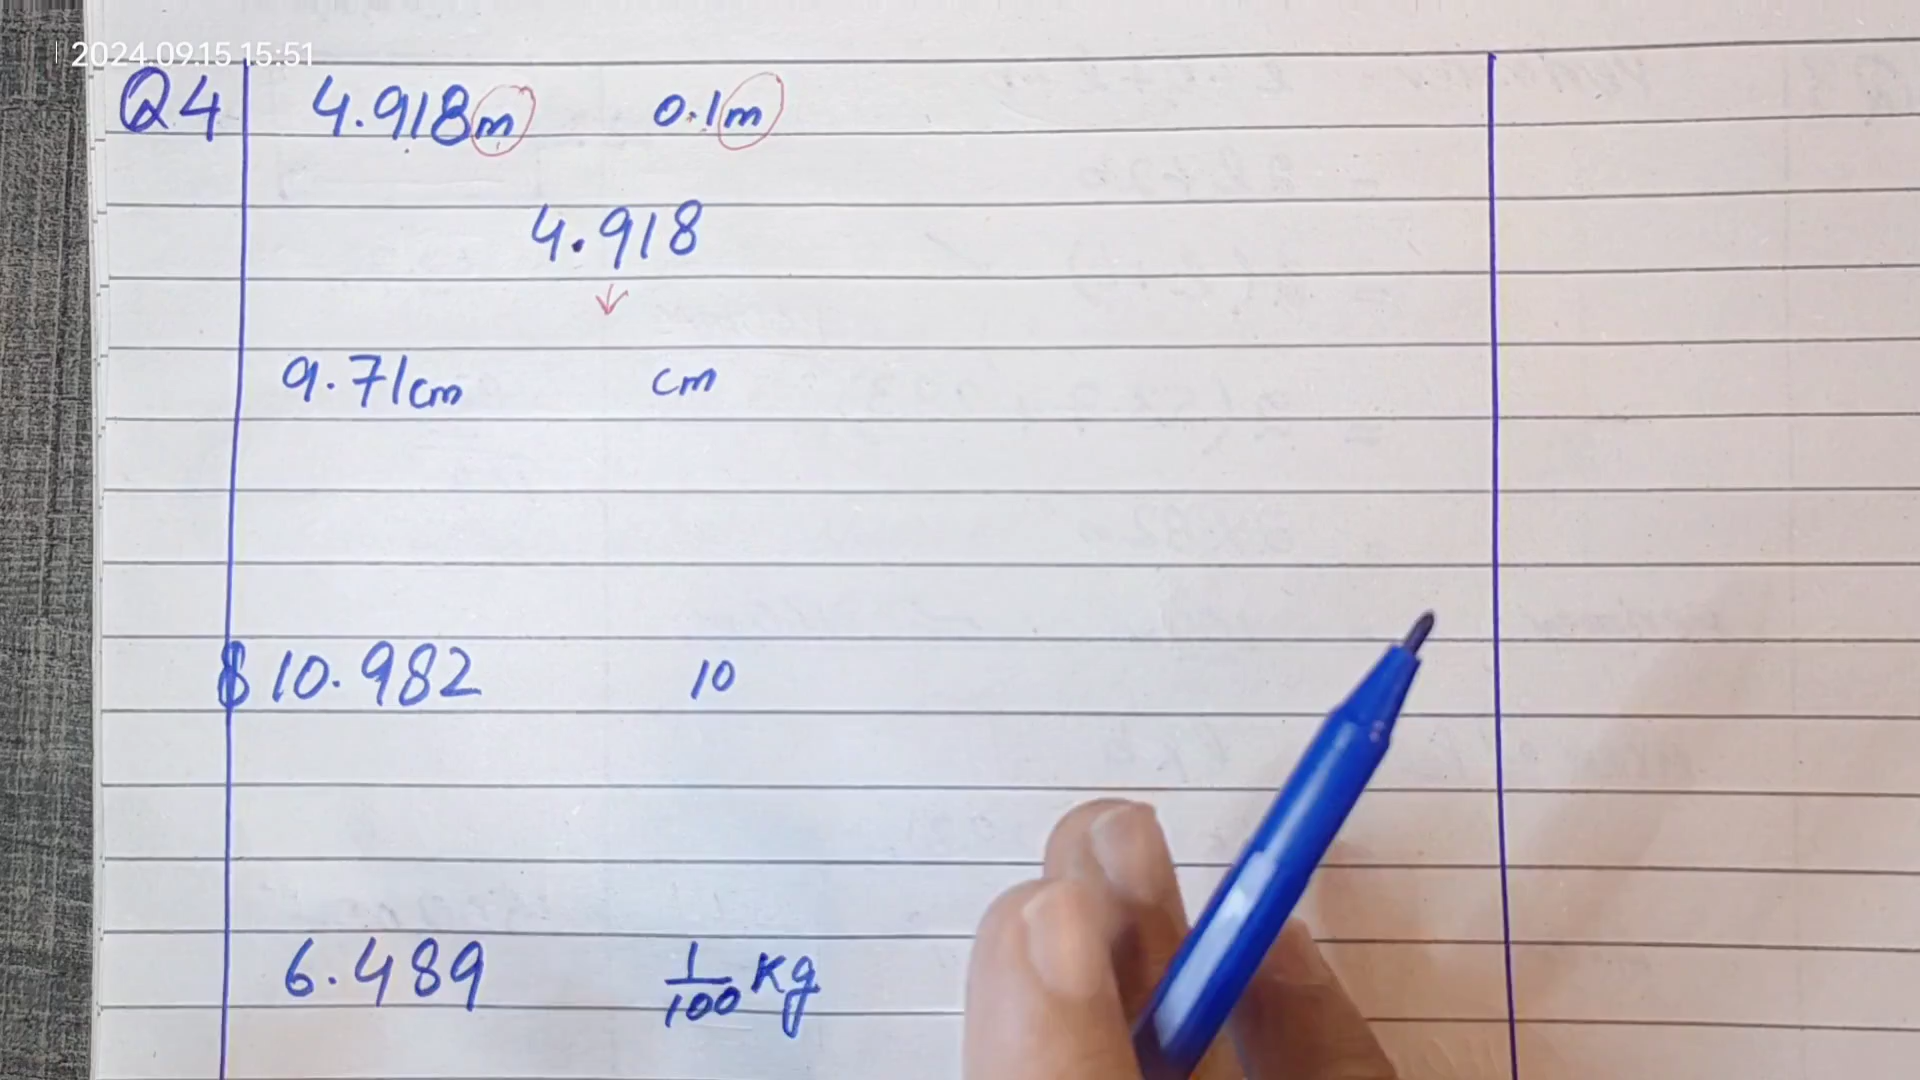 2024.09.15 15:51
Q4 4.918m 0.1m
4.918
9.71cm cm
$10.982 10
6.489 1/100 Kg